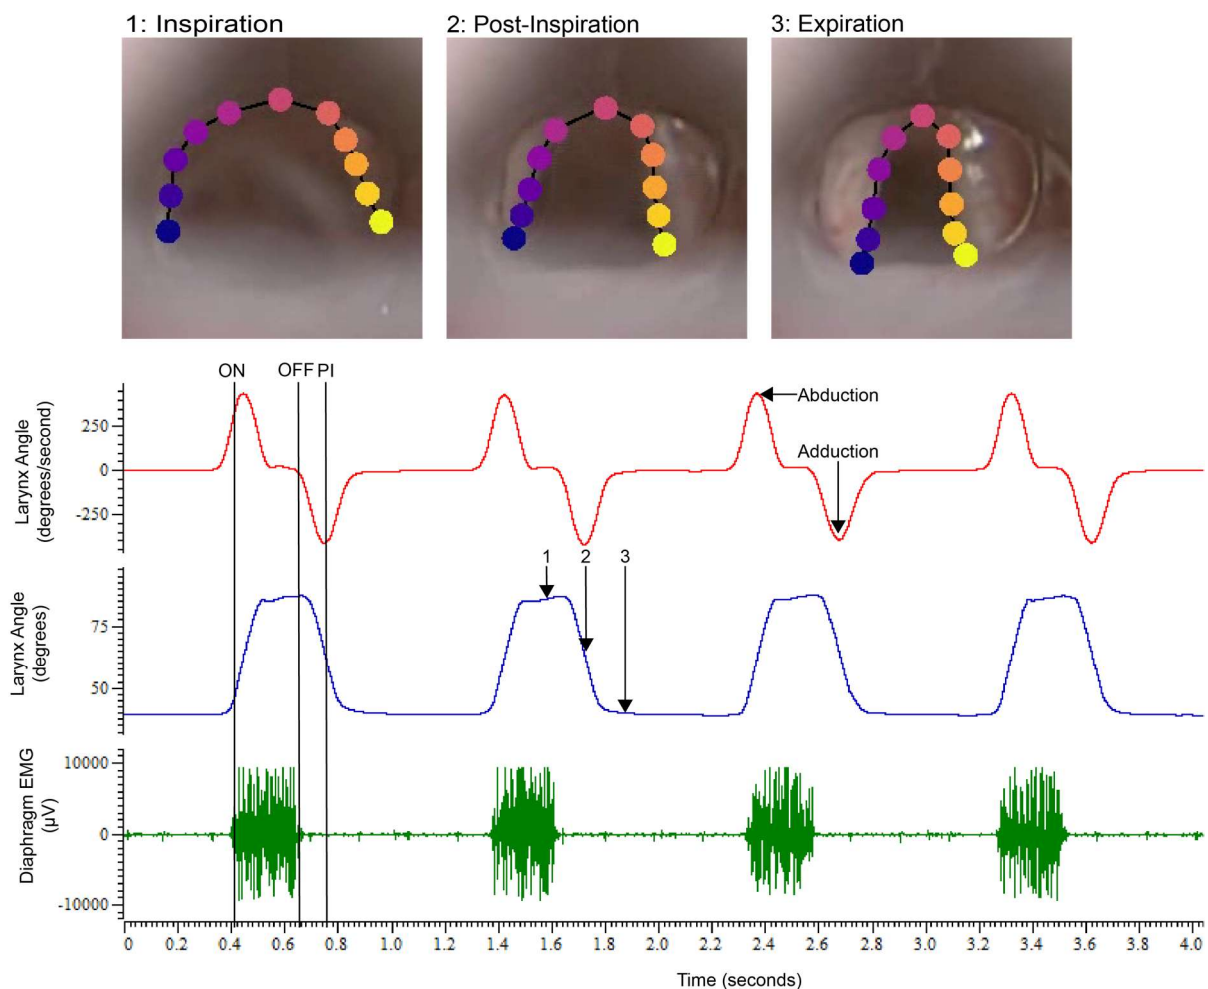 1: Inspiration
2: Post-Inspiration
3: Expiration
ON
OFF
PI
Larynx Angle
(degrees/second)
250
0
-250
Abduction
Adduction
Larynx Angle
(degrees)
75
50
1
2
3
Diaphragm EMG
(µV)
10000
0
-10000
0 0.2 0.4 0.6 0.8 1.0 1.2 1.4 1.6 1.8 2.0 2.2 2.4 2.6 2.8 3.0 3.2 3.4 3.6 3.8 4.0
Time (seconds)